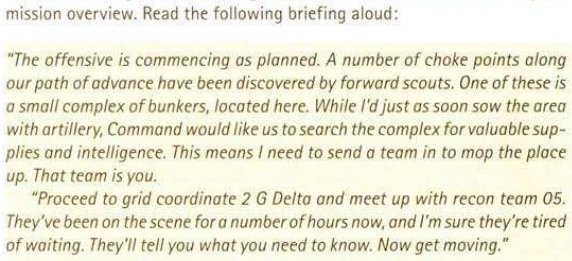 mission overview. Read the following briefing aloud:
"The offensive is commencing as planned. A number of choke points along
our path of advance have been discovered by forward scouts. One of these is
a small complex of bunkers, located here. While I'd just as soon sow the area
with artillery, Command would like us to search the complex for valuable sup-
plies and intelligence. This means I need to send a team in to mop the place
up. That team is you.
"Proceed to grid coordinate 2 G Delta and meet up with recon team 05.
They've been on the scene for a number of hours now, and I'm sure they're tired
of waiting. They'll tell you what you need to know. Now get moving."